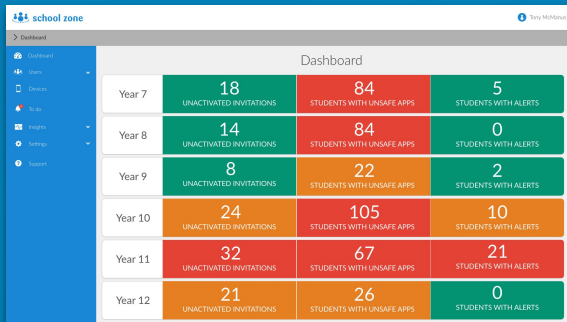 school zone
Tony McManus
Dashboard
Dashboard
Users
Devices
To do
Insights
Settings
Support
Dashboard
Year 7
18
UNACTIVATED INVITATIONS
84
STUDENTS WITH UNSAFE APPS
5
STUDENTS WITH ALERTS
Year 8
14
UNACTIVATED INVITATIONS
84
STUDENTS WITH UNSAFE APPS
0
STUDENTS WITH ALERTS
Year 9
8
UNACTIVATED INVITATIONS
22
STUDENTS WITH UNSAFE APPS
2
STUDENTS WITH ALERTS
Year 10
24
UNACTIVATED INVITATIONS
105
STUDENTS WITH UNSAFE APPS
10
STUDENTS WITH ALERTS
Year 11
32
UNACTIVATED INVITATIONS
67
STUDENTS WITH UNSAFE APPS
21
STUDENTS WITH ALERTS
Year 12
21
UNACTIVATED INVITATIONS
26
STUDENTS WITH UNSAFE APPS
0
STUDENTS WITH ALERTS